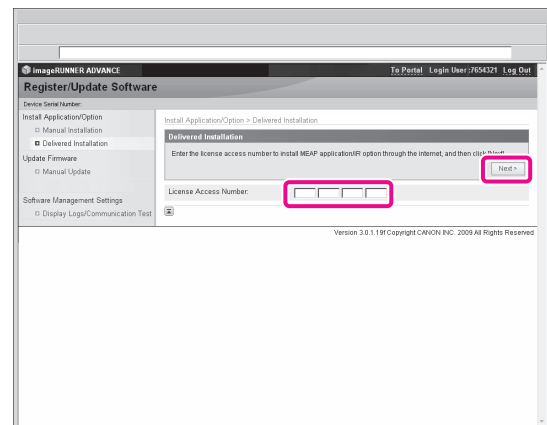 imageRUNNER ADVANCE
To Portal Login User:7654321 Log Out
Register/Update Software
Device Serial Number:
Install Application/Option
Manual Installation
Delivered Installation
Update Firmware
Manual Update
Software Management Settings
Display Logs/Communication Test
Install Application/Option > Delivered Installation
Delivered Installation
Enter the license access number to install MEAP application/iR option through the internet, and then click
Next >
License Access Number:
Version 3.0.1.19f Copyright CANON INC. 2009 All Rights Reserved